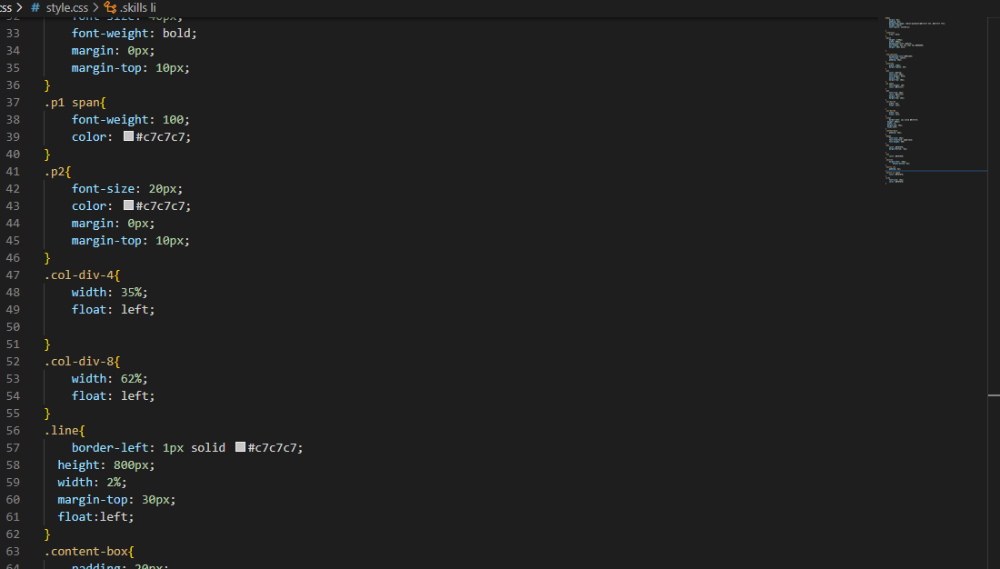 css > # style.css > .skills li
32 font-size: 40px;
33 font-weight: bold;
34 margin: 0px;
35 margin-top: 10px;
36 }
37 .p1 span{
38 font-weight: 100;
39 color: #c7c7c7;
40 }
41 .p2{
42 font-size: 20px;
43 color: #c7c7c7;
44 margin: 0px;
45 margin-top: 10px;
46 }
47 .col-div-4{
48 width: 35%;
49 float: left;
50
51 }
52 .col-div-8{
53 width: 62%;
54 float: left;
55 }
56 .line{
57 border-left: 1px solid #c7c7c7;
58 height: 800px;
59 width: 2%;
60 margin-top: 30px;
61 float:left;
62 }
63 .content-box{
64 padding: 20px;